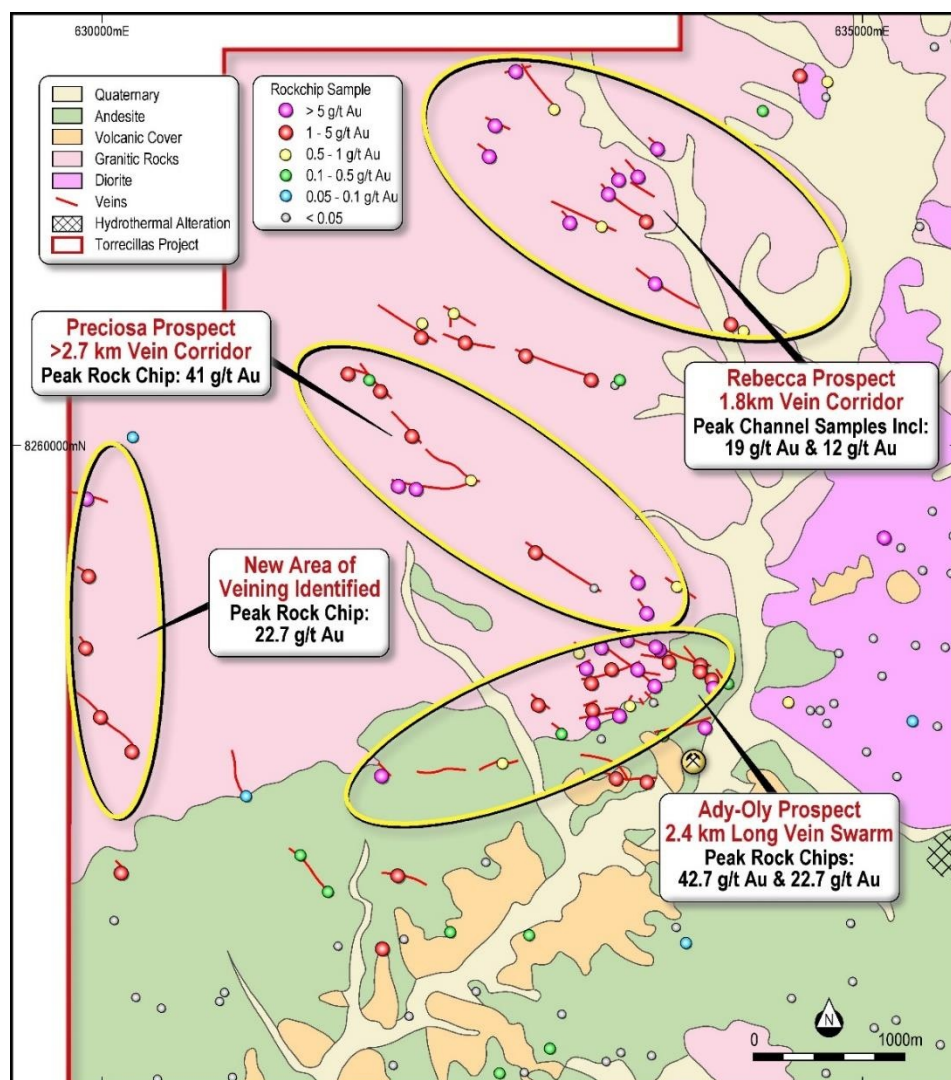 630000mE
635000mE
Quaternary
Andesite
Volcanic Cover
Granitic Rocks
Diorite
Veins
Hydrothermal Alteration
Torrecillas Project
Rockchip Sample
> 5 g/t Au
1 - 5 g/t Au
0.5 - 1 g/t Au
0.1 - 0.5 g/t Au
0.05 - 0.1 g/t Au
< 0.05
Preciosa Prospect
>2.7 km Vein Corridor
Peak Rock Chip: 41 g/t Au
Rebecca Prospect
1.8km Vein Corridor
Peak Channel Samples Incl:
19 g/t Au & 12 g/t Au
8260000mN
New Area of
Veining Identified
Peak Rock Chip:
22.7 g/t Au
Ady-Oly Prospect
2.4 km Long Vein Swarm
Peak Rock Chips:
42.7 g/t Au & 22.7 g/t Au
N
0 1000m